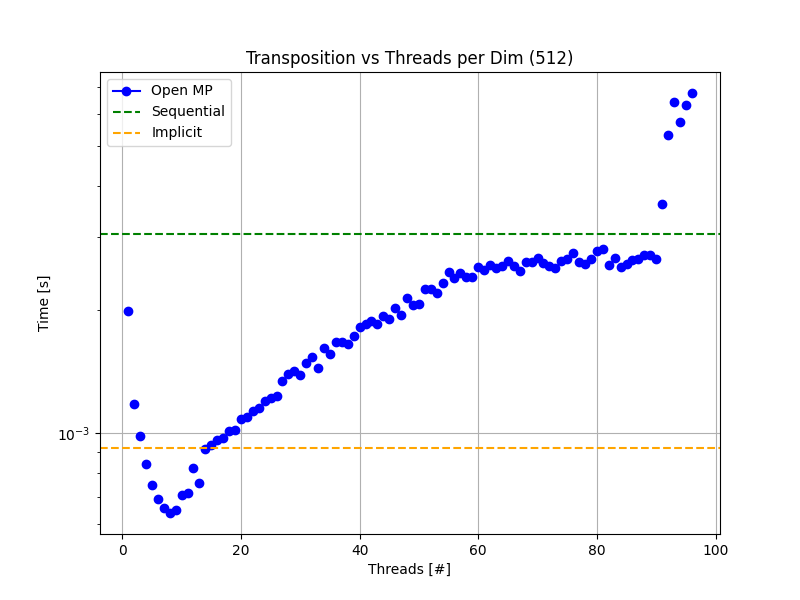 Transposition vs Threads per Dim (512)
Open MP
Sequential
Implicit
Time [s]
10⁻³
0 20 40 60 80 100
Threads [#]